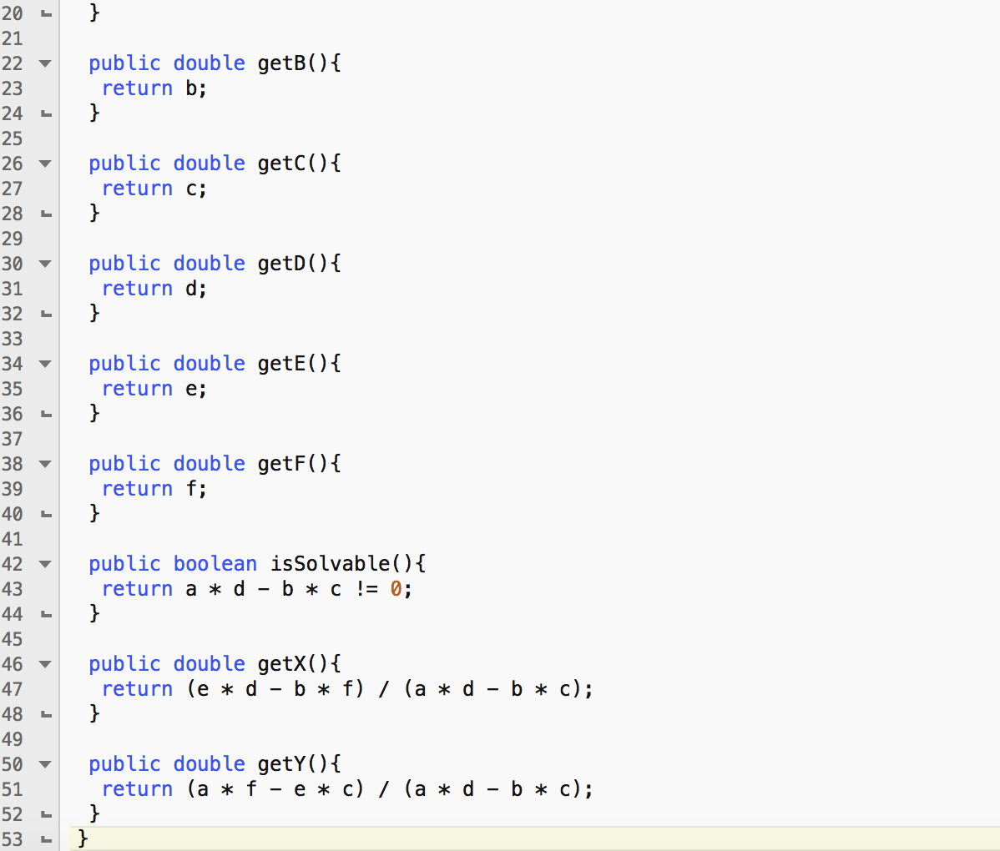 20 }
21
22 public double getB(){
23 return b;
24 }
25
26 public double getC(){
27 return c;
28 }
29
30 public double getD(){
31 return d;
32 }
33
34 public double getE(){
35 return e;
36 }
37
38 public double getF(){
39 return f;
40 }
41
42 public boolean isSolvable(){
43 return a * d - b * c != 0;
44 }
45
46 public double getX(){
47 return (e * d - b * f) / (a * d - b * c);
48 }
49
50 public double getY(){
51 return (a * f - e * c) / (a * d - b * c);
52 }
53 }